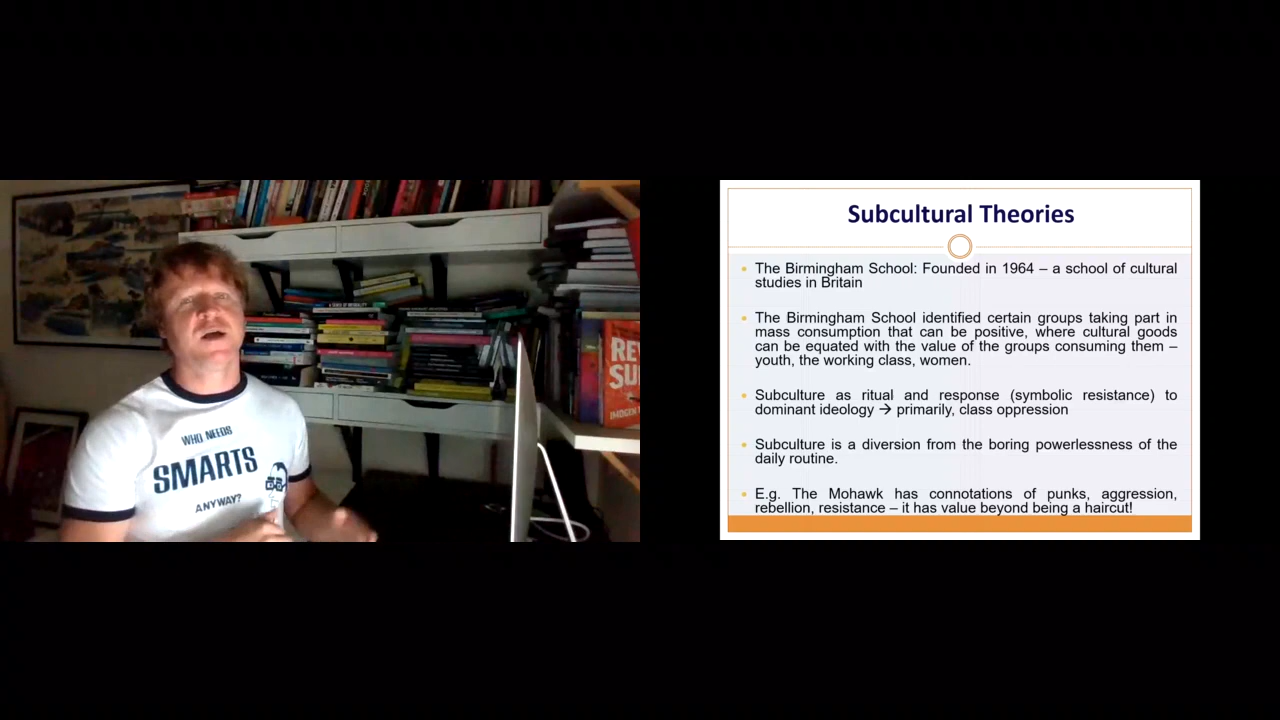 WHO NEEDS
SMARTS
ANYWAY?
Subcultural Theories
• The Birmingham School: Founded in 1964 – a school of cultural
studies in Britain
• The Birmingham School identified certain groups taking part in
mass consumption that can be positive, where cultural goods
can be equated with the value of the groups consuming them –
youth, the working class, women.
• Subculture as ritual and response (symbolic resistance) to
dominant ideology → primarily, class oppression
• Subculture is a diversion from the boring powerlessness of the
daily routine.
• E.g. The Mohawk has connotations of punks, aggression,
rebellion, resistance – it has value beyond being a haircut!